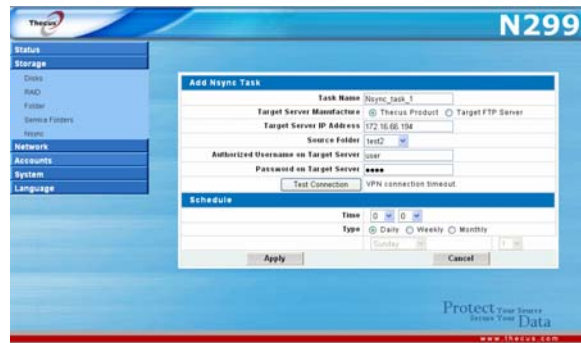 Thecus
N299
Status
Storage
Disks
RAID
Folder
Service Folders
Nsync
Network
Accounts
System
Language
Add Nsync Task
Task Name Nsync_task_1
Target Server Manufacture Thecus Product Target FTP Server
Target Server IP Address 172.16.66.194
Source Folder test2
Authorized Username on Target Server user
Password on Target Server ●●●●
Test Connection VPN connection timeout.
Schedule
Time 0 0
Type Daily Weekly Monthly
Sunday 1
Apply Cancel
Protect Your Source
Secure Your Data
www.thecus.com